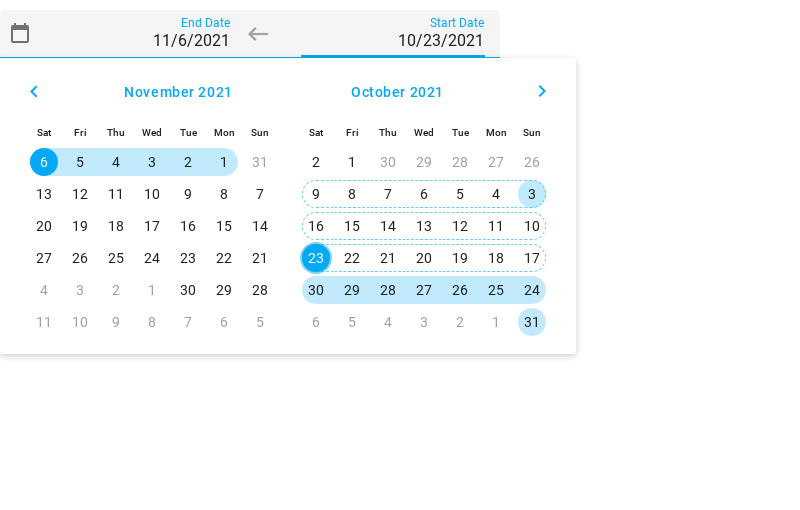 End Date
11/6/2021
Start Date
10/23/2021
November 2021
Sat Fri Thu Wed Tue Mon Sun
6 5 4 3 2 1 31
13 12 11 10 9 8 7
20 19 18 17 16 15 14
27 26 25 24 23 22 21
4 3 2 1 30 29 28
11 10 9 8 7 6 5
October 2021
Sat Fri Thu Wed Tue Mon Sun
2 1 30 29 28 27 26
9 8 7 6 5 4 3
16 15 14 13 12 11 10
23 22 21 20 19 18 17
30 29 28 27 26 25 24
6 5 4 3 2 1 31